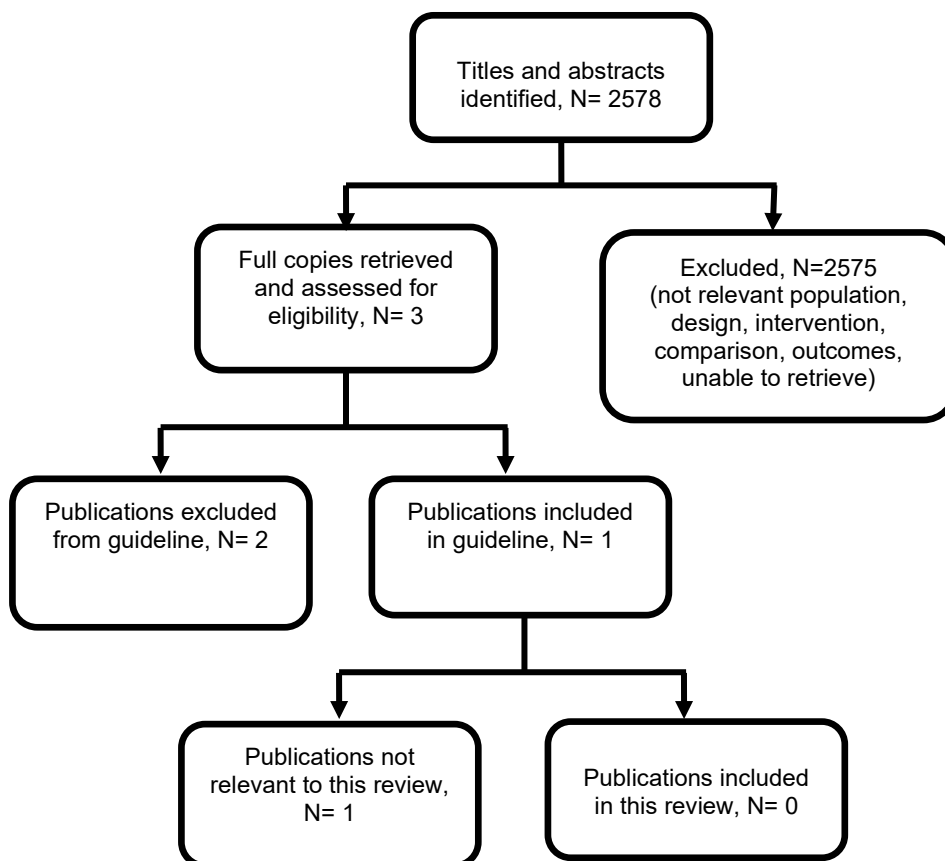 Titles and abstracts
identified, N= 2578
Full copies retrieved
and assessed for
eligibility, N= 3
Excluded, N=2575
(not relevant population,
design, intervention,
comparison, outcomes,
unable to retrieve)
Publications excluded
from guideline, N= 2
Publications included
in guideline, N= 1
Publications not
relevant to this review,
N= 1
Publications included
in this review, N= 0